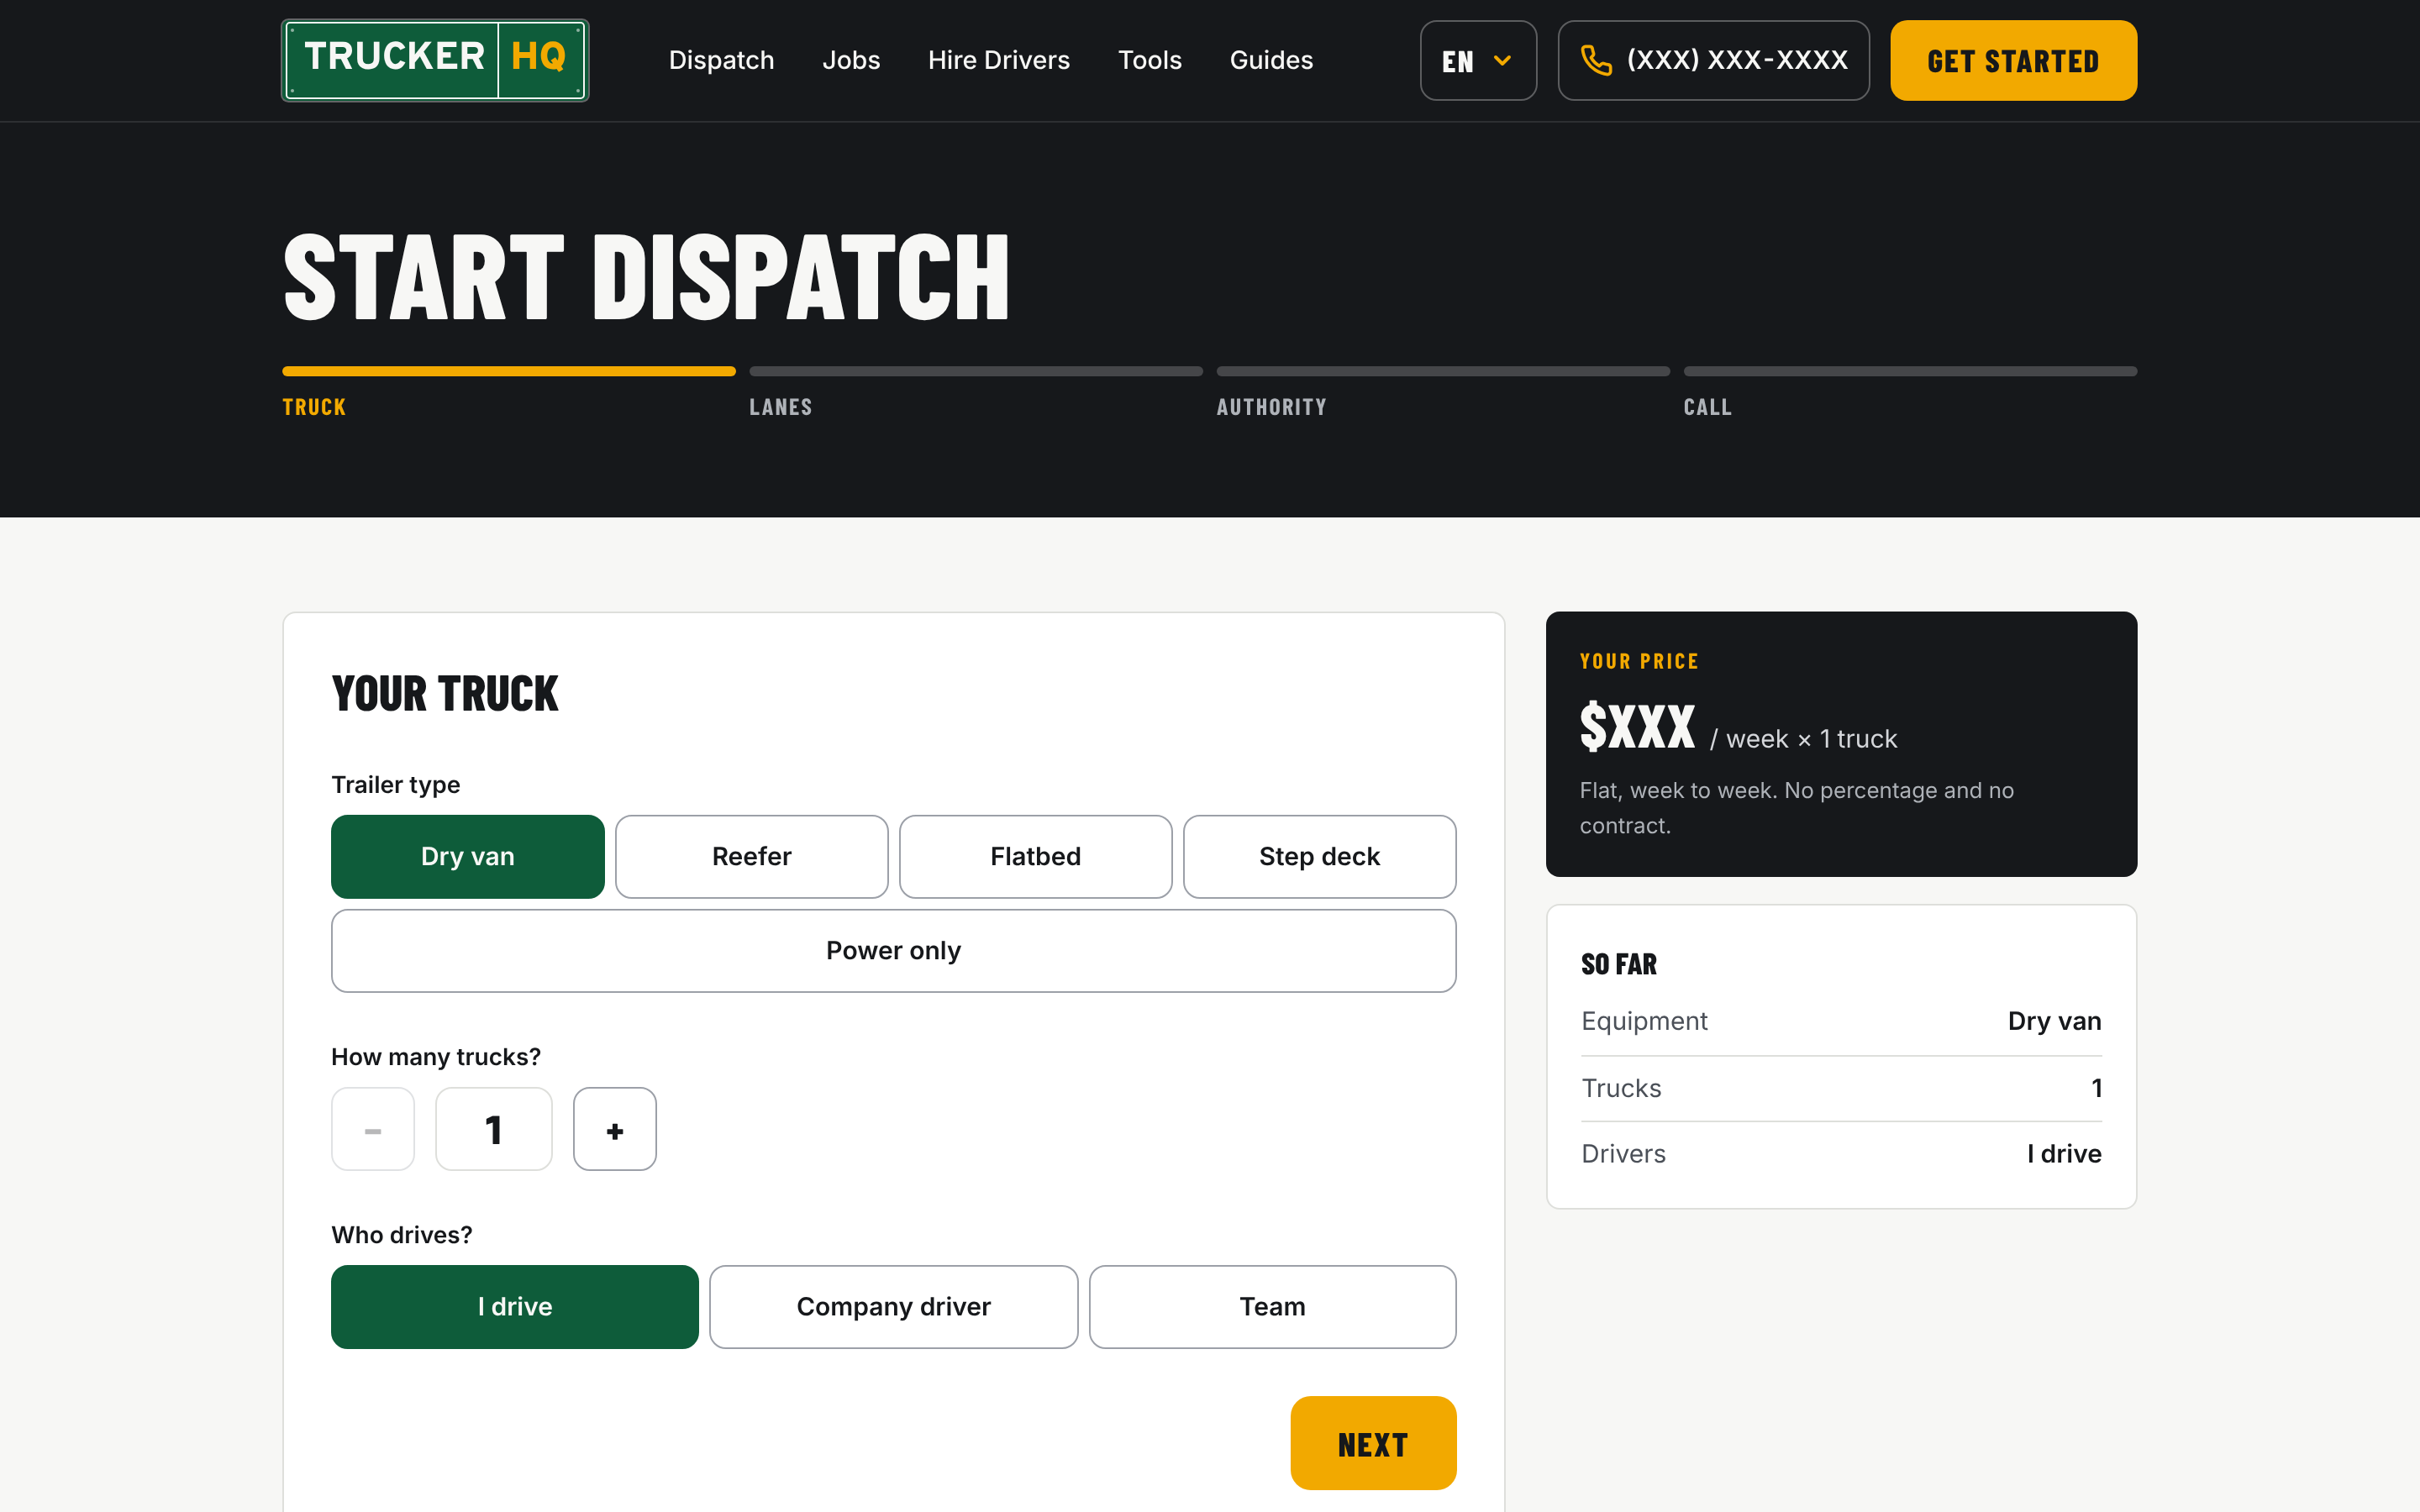 TRUCKER HQ
Dispatch Jobs Hire Drivers Tools Guides
EN
(XXX) XXX-XXXX
GET STARTED
START DISPATCH
TRUCK
LANES
AUTHORITY
CALL
YOUR TRUCK
Trailer type
Dry van
Reefer
Flatbed
Step deck
Power only
How many trucks?
− 1 +
Who drives?
I drive
Company driver
Team
NEXT
YOUR PRICE
$XXX / week × 1 truck
Flat, week to week. No percentage and no
contract.
SO FAR
Equipment Dry van
Trucks 1
Drivers I drive